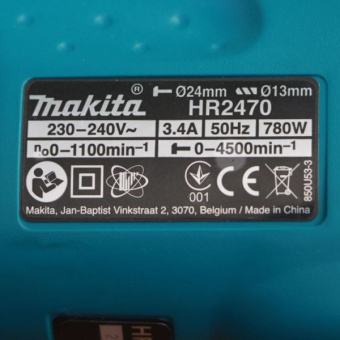 Ø24mm Ø13mm
makita® HR2470
230-240V~ 3.4A 50Hz 780W
n₀0-1100min⁻¹ 0-4500min⁻¹
001
CE
Makita, Jan-Baptist Vinkstraat 2, 3070, Belgium / Made in China
850U53-3